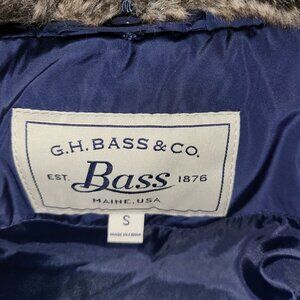 G.H. BASS & CO.
EST. Bass 1876
MAINE, USA
S